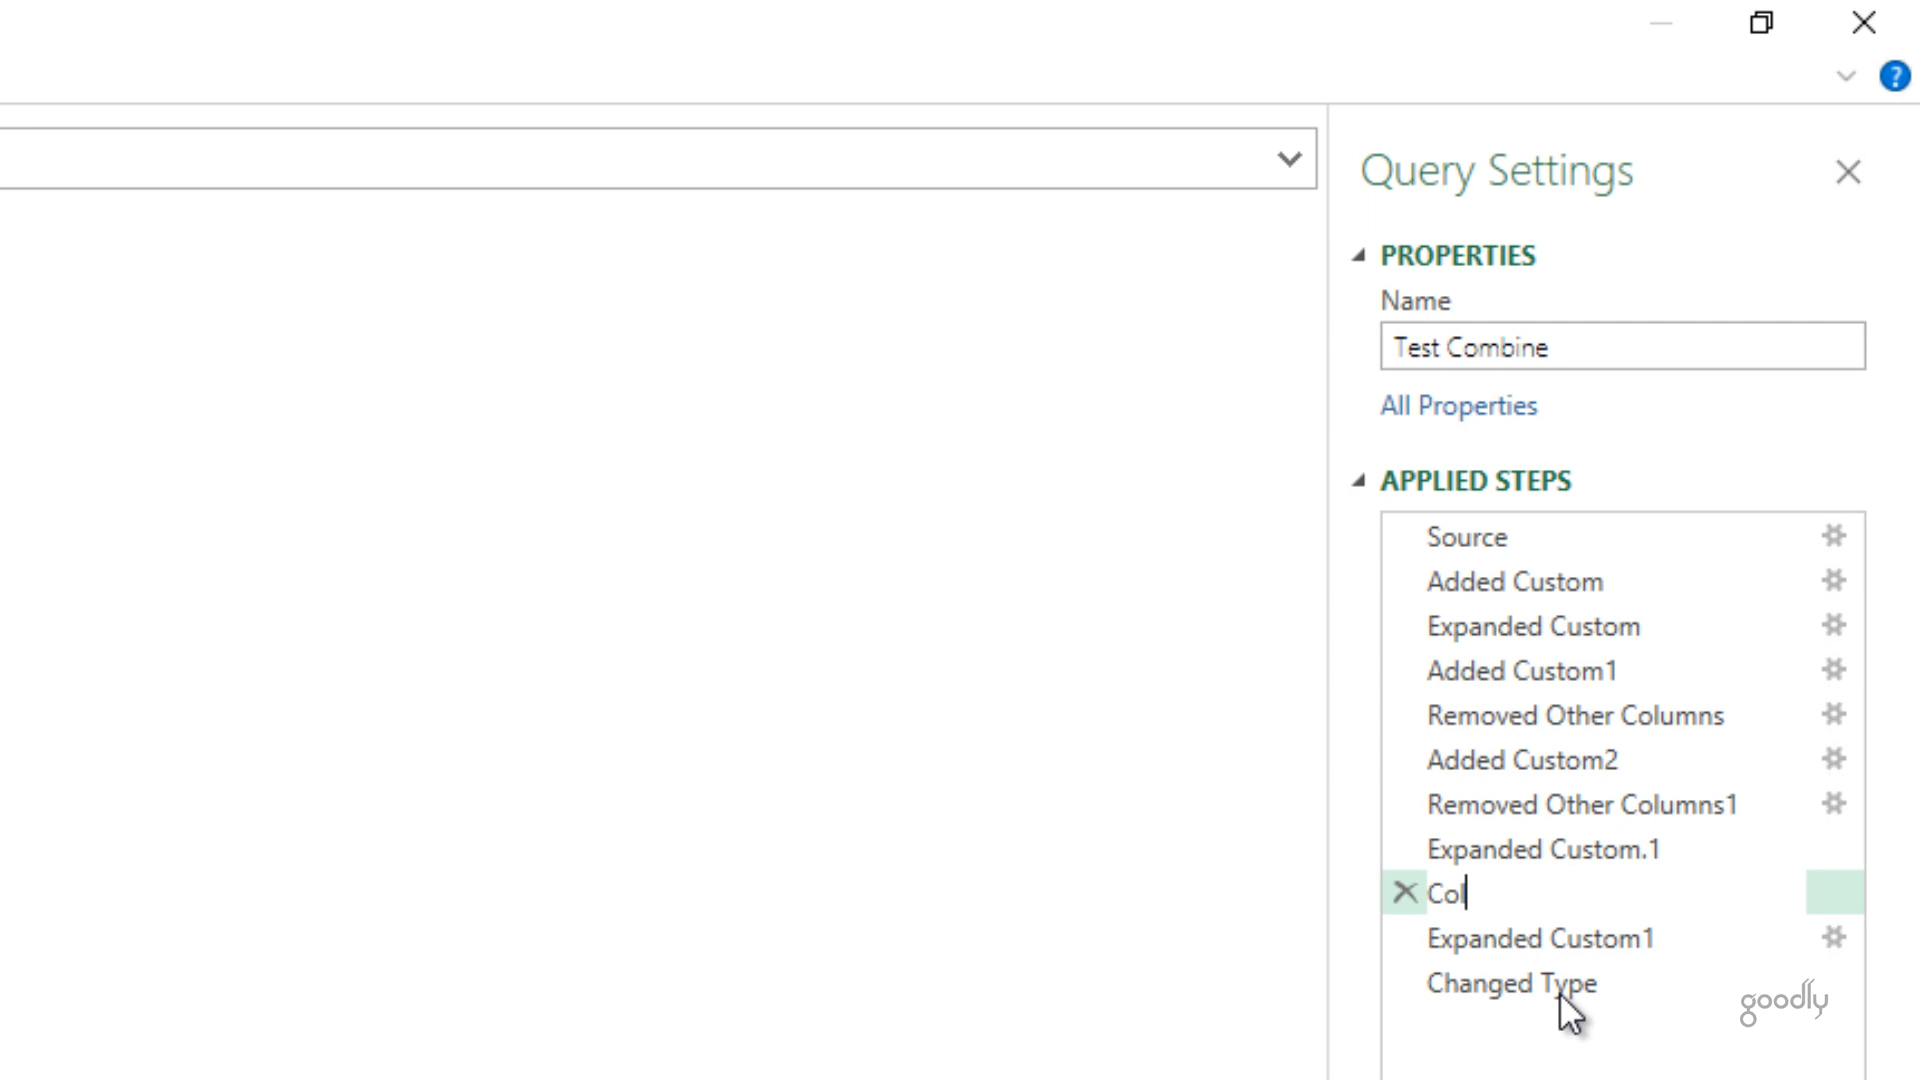 ?
Query Settings
PROPERTIES
Name
Test Combine
All Properties
APPLIED STEPS
Source
Added Custom
Expanded Custom
Added Custom1
Removed Other Columns
Added Custom2
Removed Other Columns1
Expanded Custom.1
Col
Expanded Custom1
Changed Type
goodly